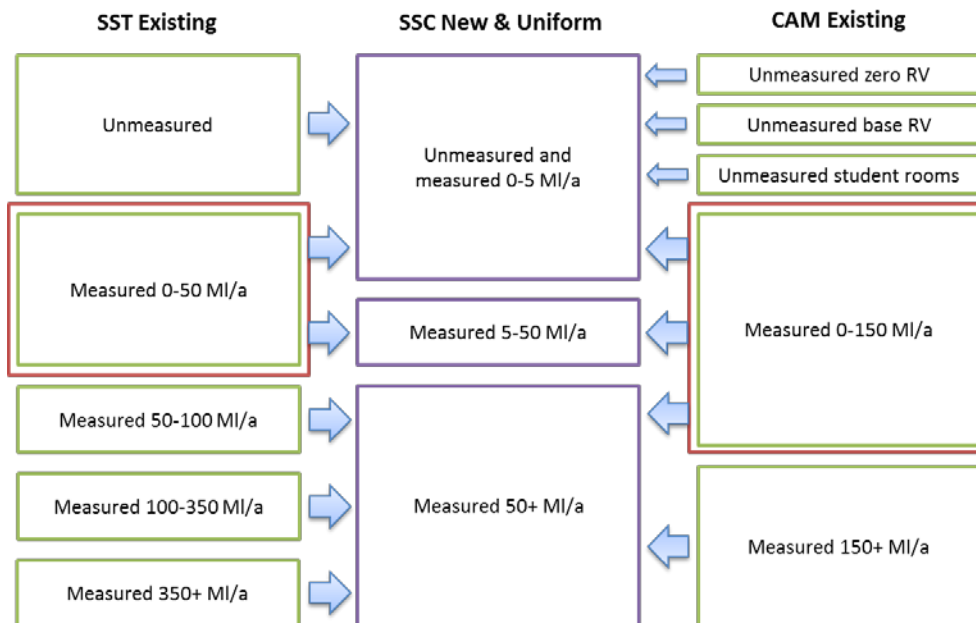 SST Existing
SSC New & Uniform
CAM Existing
Unmeasured
Unmeasured and
measured 0-5 Ml/a
Unmeasured zero RV
Unmeasured base RV
Unmeasured student rooms
Measured 0-50 Ml/a
Measured 5-50 Ml/a
Measured 0-150 Ml/a
Measured 50-100 Ml/a
Measured 100-350 Ml/a
Measured 350+ Ml/a
Measured 50+ Ml/a
Measured 150+ Ml/a